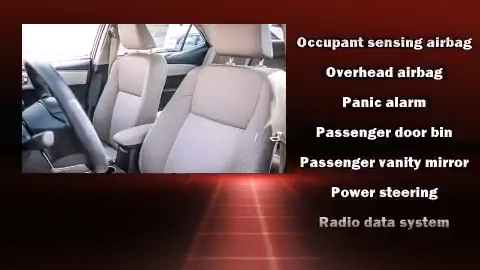 Occupant sensing airbag
Overhead airbag
Panic alarm
Passenger door bin
Passenger vanity mirror
Power steering
Radio data system